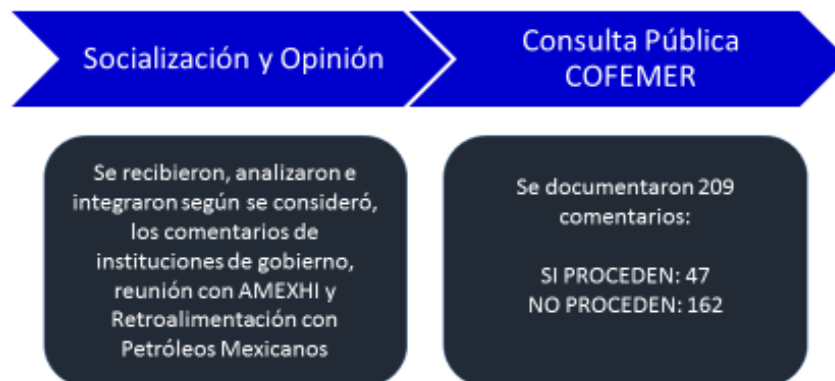 Socialización y Opinión
Consulta Pública
COFEMER
Se recibieron, analizaron e
integraron según se consideró,
los comentarios de
instituciones de gobierno,
reunión con AMEXHI y
Retroalimentación con
Petróleos Mexicanos
Se documentaron 209
comentarios:
SI PROCEDEN: 47
NO PROCEDEN: 162